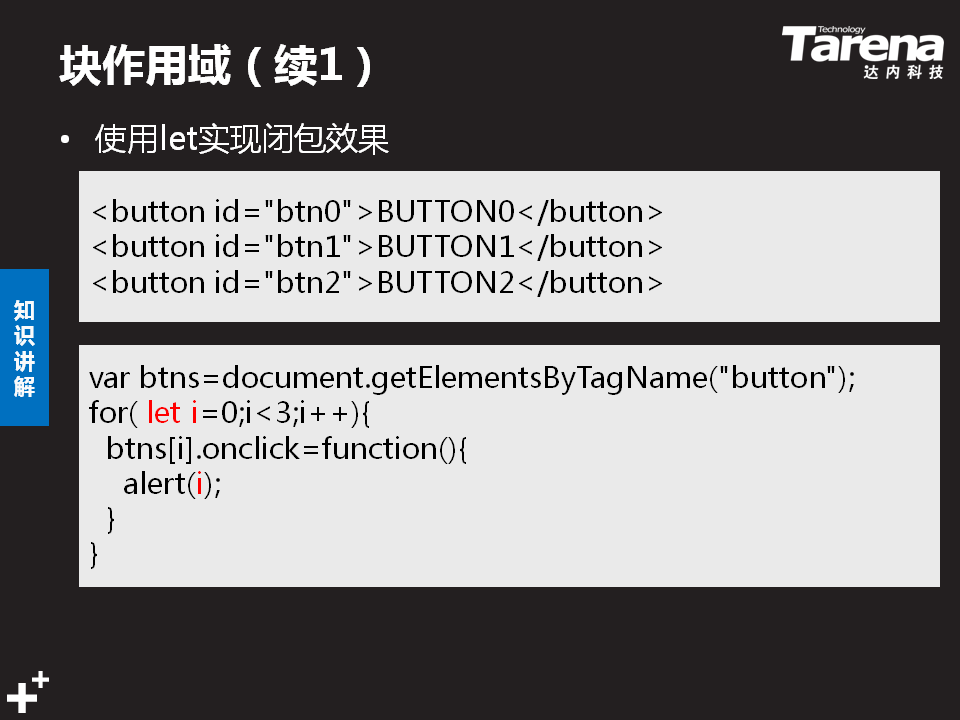 块作用域（续1）
Technology
Tarena
达内科技
• 使用let实现闭包效果
<button id="btn0">BUTTON0</button>
<button id="btn1">BUTTON1</button>
<button id="btn2">BUTTON2</button>
知识讲解
var btns=document.getElementsByTagName("button");
for( let i=0;i<3;i++){
  btns[i].onclick=function(){
    alert(i);
  }
}